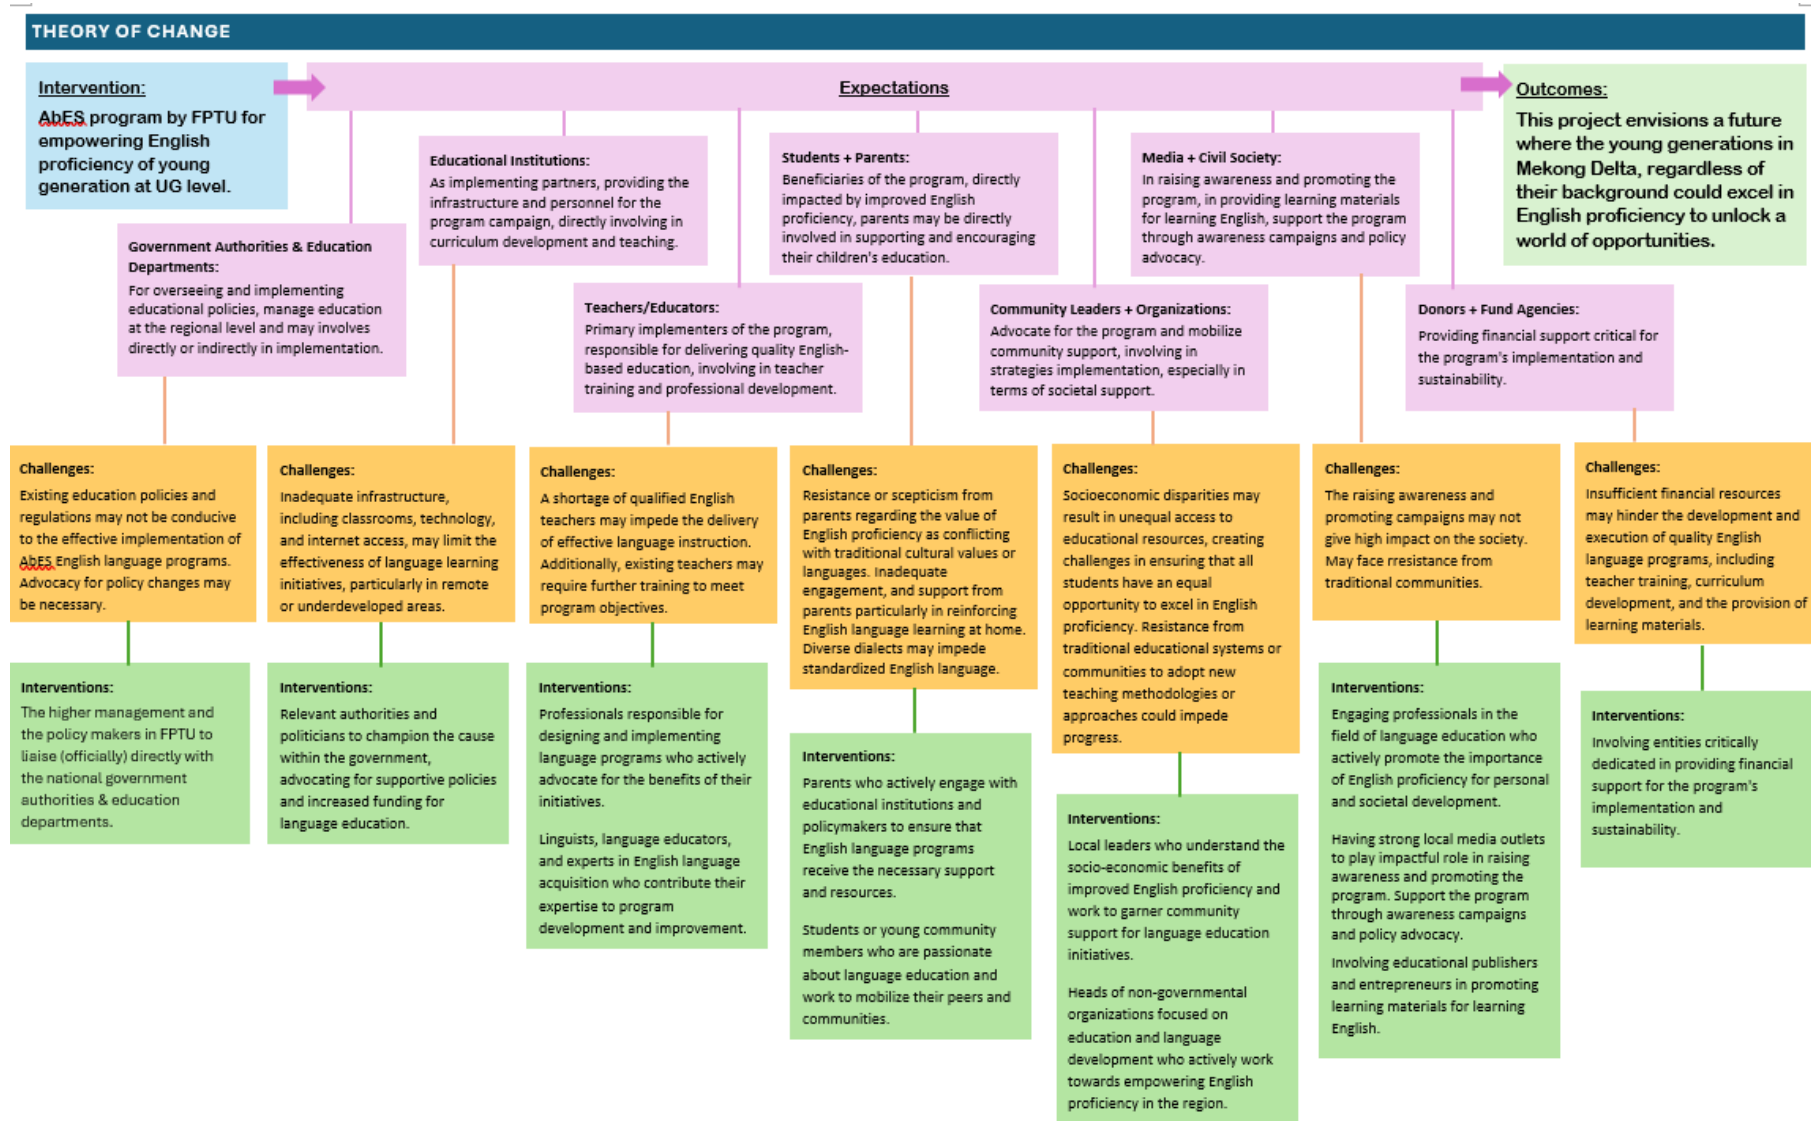 THEORY OF CHANGE
Intervention:
AbES program by FPTU for
empowering English
proficiency of young
generation at UG level.
Expectations
Outcomes:
This project envisions a future
where the young generations in
Mekong Delta, regardless of
their background could excel in
English proficiency to unlock a
world of opportunities.
Government Authorities & Education
Departments:
For overseeing and implementing
educational policies, manage education
at the regional level and may involves
directly or indirectly in implementation.
Educational Institutions:
As implementing partners, providing the
infrastructure and personnel for the
program campaign, directly involving in
curriculum development and teaching.
Teachers/Educators:
Primary implementers of the program,
responsible for delivering quality English-
based education, involving in teacher
training and professional development.
Students + Parents:
Beneficiaries of the program, directly
impacted by improved English
proficiency, parents may be directly
involved in supporting and encouraging
their children's education.
Community Leaders + Organizations:
Advocate for the program and mobilize
community support, involving in
strategies implementation, especially in
terms of societal support.
Media + Civil Society:
In raising awareness and promoting the
program, in providing learning materials
for learning English, support the program
through awareness campaigns and policy
advocacy.
Donors + Fund Agencies:
Providing financial support critical for
the program's implementation and
sustainability.
Challenges:
Existing education policies and
regulations may not be conducive
to the effective implementation of
AbES English language programs.
Advocacy for policy changes may
be necessary.
Challenges:
Inadequate infrastructure,
including classrooms, technology,
and internet access, may limit the
effectiveness of language learning
initiatives, particularly in remote
or underdeveloped areas.
Challenges:
A shortage of qualified English
teachers may impede the delivery
of effective language instruction.
Additionally, existing teachers may
require further training to meet
program objectives.
Challenges:
Resistance or scepticism from
parents regarding the value of
English proficiency as conflicting
with traditional cultural values or
languages. Inadequate
engagement, and support from
parents particularly in reinforcing
English language learning at home.
Diverse dialects may impede
standardized English language.
Challenges:
Socioeconomic disparities may
result in unequal access to
educational resources, creating
challenges in ensuring that all
students have an equal
opportunity to excel in English
proficiency. Resistance from
traditional educational systems or
communities to adopt new
teaching methodologies or
approaches could impede
progress.
Challenges:
The raising awareness and
promoting campaigns may not
give high impact on the society.
May face rresistance from
traditional communities.
Challenges:
Insufficient financial resources
may hinder the development and
execution of quality English
language programs, including
teacher training, curriculum
development, and the provision of
learning materials.
Interventions:
The higher management and
the policy makers in FPTU to
liaise (officially) directly with
the national government
authorities & education
departments.
Interventions:
Relevant authorities and
politicians to champion the cause
within the government,
advocating for supportive policies
and increased funding for
language education.
Interventions:
Professionals responsible for
designing and implementing
language programs who actively
advocate for the benefits of their
initiatives.
Linguists, language educators,
and experts in English language
acquisition who contribute their
expertise to program
development and improvement.
Interventions:
Parents who actively engage with
educational institutions and
policymakers to ensure that
English language programs
receive the necessary support
and resources.
Students or young community
members who are passionate
about language education and
work to mobilize their peers and
communities.
Interventions:
Local leaders who understand the
socio-economic benefits of
improved English proficiency and
work to garner community
support for language education
initiatives.
Heads of non-governmental
organizations focused on
education and language
development who actively work
towards empowering English
proficiency in the region.
Interventions:
Engaging professionals in the
field of language education who
actively promote the importance
of English proficiency for personal
and societal development.
Having strong local media outlets
to play impactful role in raising
awareness and promoting the
program. Support the program
through awareness campaigns
and policy advocacy.
Involving educational publishers
and entrepreneurs in promoting
learning materials for learning
English.
Interventions:
Involving entities critically
dedicated in providing financial
support for the program's
implementation and
sustainability.